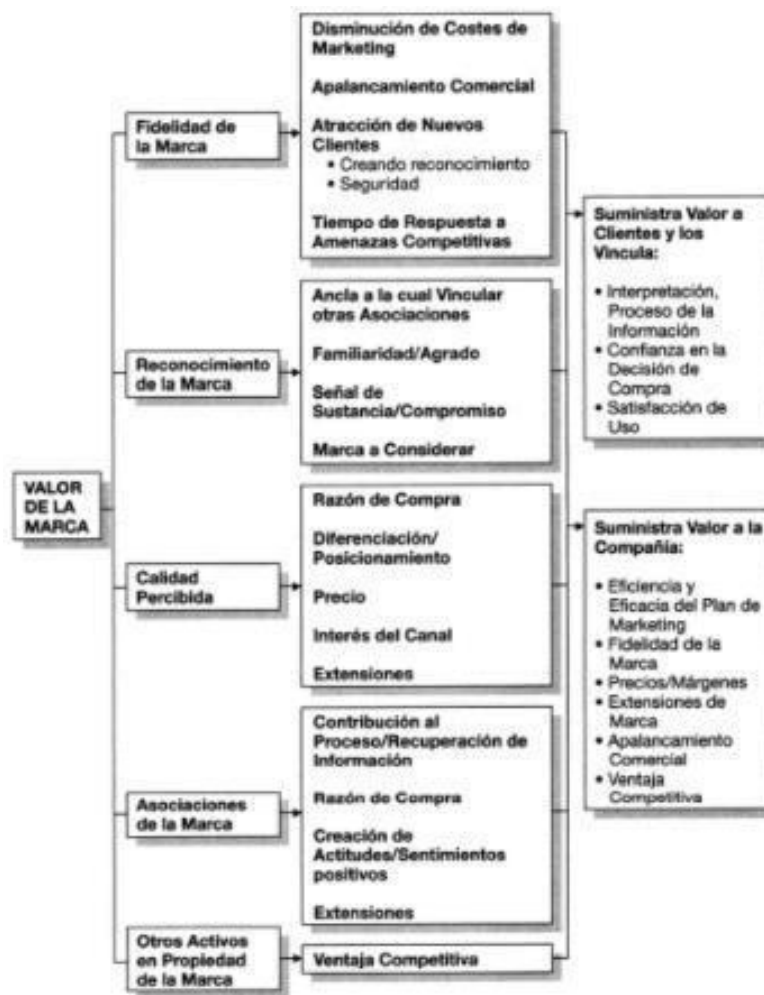 Disminución de Costes de
Marketing
Apalancamiento Comercial
Fidelidad de
la Marca
Atracción de Nuevos
Clientes
• Creando reconocimiento
• Seguridad
Tiempo de Respuesta a
Amenazas Competitivas
Ancla a la cual Vincular
otras Asociaciones
Familiaridad/Agrado
Reconocimiento
de la Marca
Señal de
Sustancia/Compromiso
Marca a Considerar
VALOR
DE LA
MARCA
Razón de Compra
Diferenciación/
Posicionamiento
Calidad
Percibida
Precio
Interés del Canal
Extensiones
Contribución al
Proceso/Recuperación de
Información
Asociaciones
de la Marca
Razón de Compra
Creación de
Actitudes/Sentimientos
positivos
Extensiones
Otros Activos
en Propiedad
de la Marca
Ventaja Competitiva
Suministra Valor a
Clientes y los
Vincula:
• Interpretación,
Proceso de la
Información
• Confianza en la
Decisión de
Compra
• Satisfacción de
Uso
Suministra Valor a la
Compañía:
• Eficiencia y
Eficacia del Plan de
Marketing
• Fidelidad de la
Marca
• Precios/Márgenes
• Extensiones de
Marca
• Apalancamiento
Comercial
• Ventaja
Competitiva